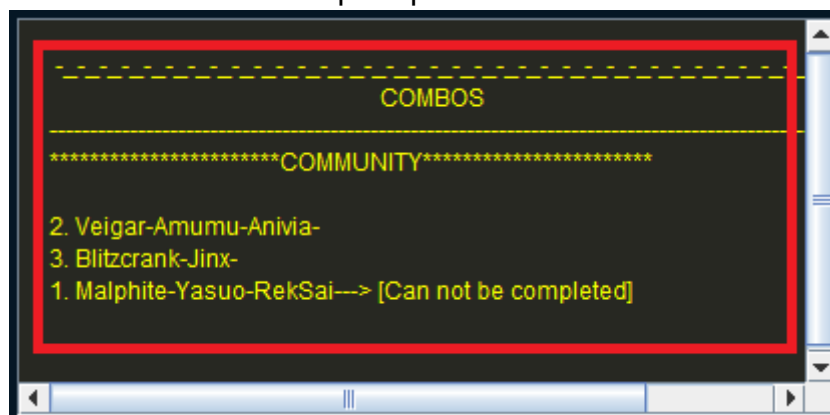 -_-_-_-_-_-_-_-_-_-_-_-_-_-_-_-_-_-_-_-_-_-_-_-_-_-_-
COMBOS
------------------------------------------------------------
***********************COMMUNITY***********************
2. Veigar-Amumu-Anivia-
3. Blitzcrank-Jinx-
1. Malphite-Yasuo-RekSai---> [Can not be completed]